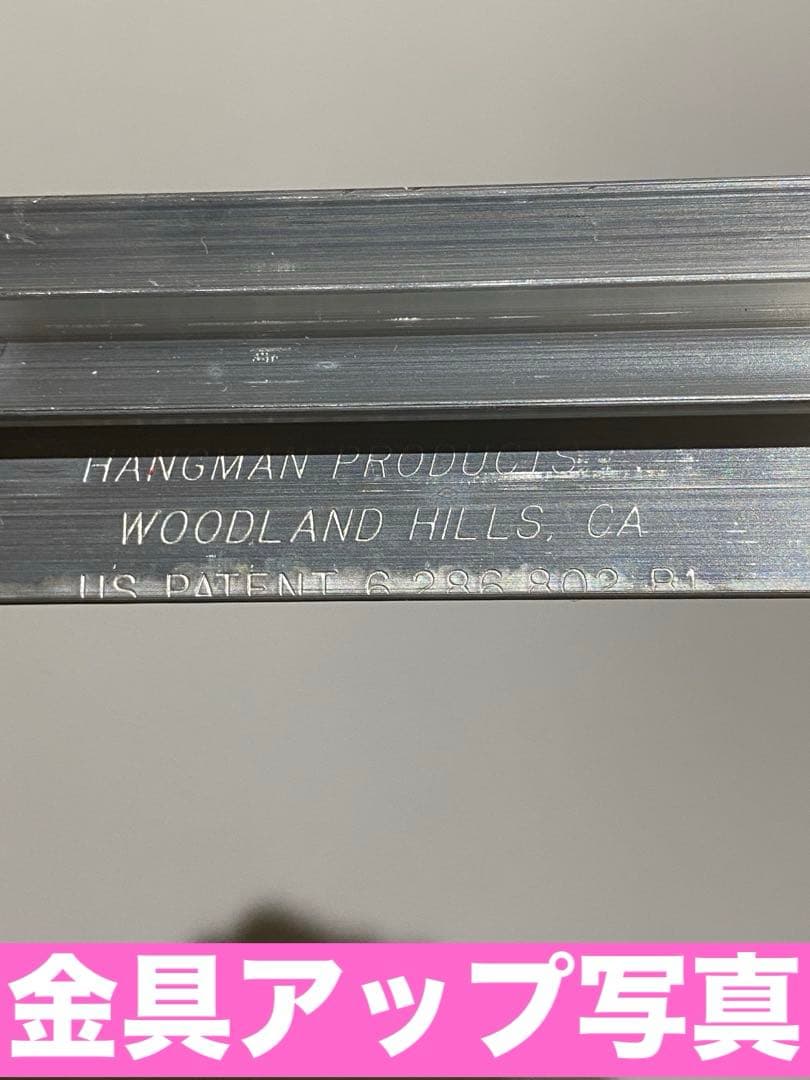 HANGMAN PRODUCTS
WOODLAND HILLS, CA
US PATENT 6,286,802 B1
金具アップ写真